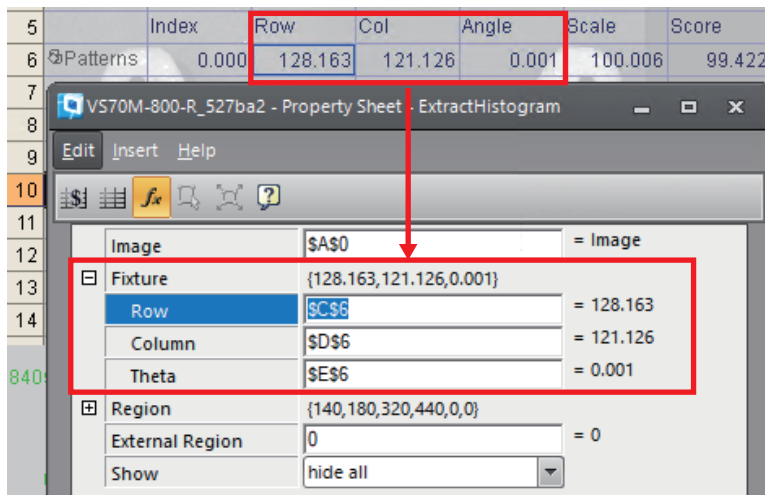 5 Index Row Col Angle Scale Score
6 Patterns 0.000 128.163 121.126 0.001 100.006 99.422
7
VS70M-800-R_527ba2 - Property Sheet - ExtractHistogram
8
9 Edit Insert Help
10 $ fx ?
11
Image $A$0 = Image
12
13 Fixture {128.163,121.126,0.001}
14 Row $C$6 = 128.163
Column $D$6 = 121.126
8409 Theta $E$6 = 0.001
Region {140,180,320,440,0,0}
External Region 0 = 0
Show hide all